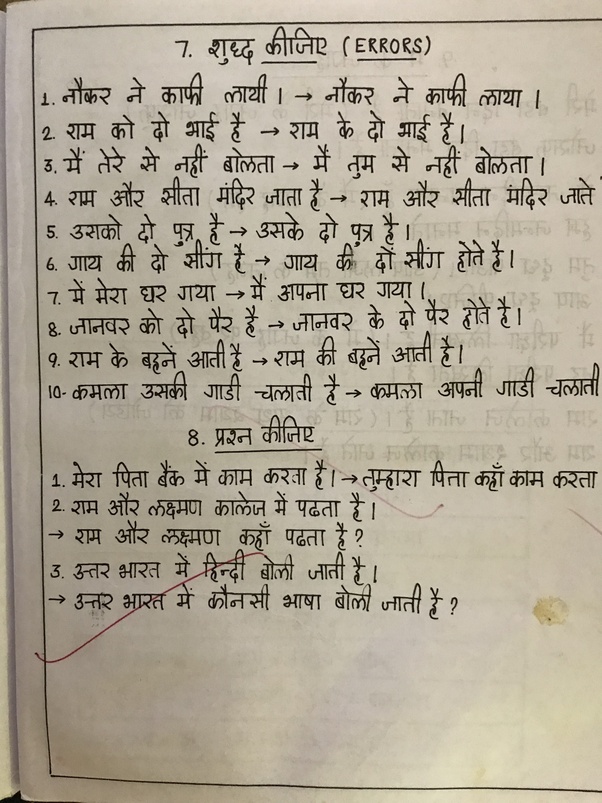 7. शुध्द कीजिए (ERRORS)
1. नौकर ने काफी लायी । → नौकर ने काफी लाया ।
2. राम को दो भाई है → राम के दो भाई है ।
3. मैं तेरे से नहीं बोलता → मैं तुम से नहीं बोलता ।
4. राम और सीता मंदिर जाता है → राम और सीता मंदिर जाते
5. उसको दो पुत्र है → उसके दो पुत्र है ।
6. गाय की दो सींग है → गाय की दो सींग होते है ।
7. में मेरा घर गया → मैं अपना घर गया ।
8. जानवर को दो पैर है → जानवर के दो पैर होते है ।
9. राम के बहनें आती है → राम की बहनें आती है ।
10- कमला उसकी गाडी चलाती है → कमला अपनी गाडी चलाती
8. प्रश्न कीजिए
1. मेरा पिता बैंक में काम करता है । → तुम्हारा पिता कहाँ काम करता
2. राम और लक्ष्मण कालेज में पढता है ।
→ राम और लक्ष्मण कहाँ पढता है ?
3. उत्तर भारत में हिन्दी बोली जाती है ।
→ उत्तर भारत में कौनसी भाषा बोली जाती है ?